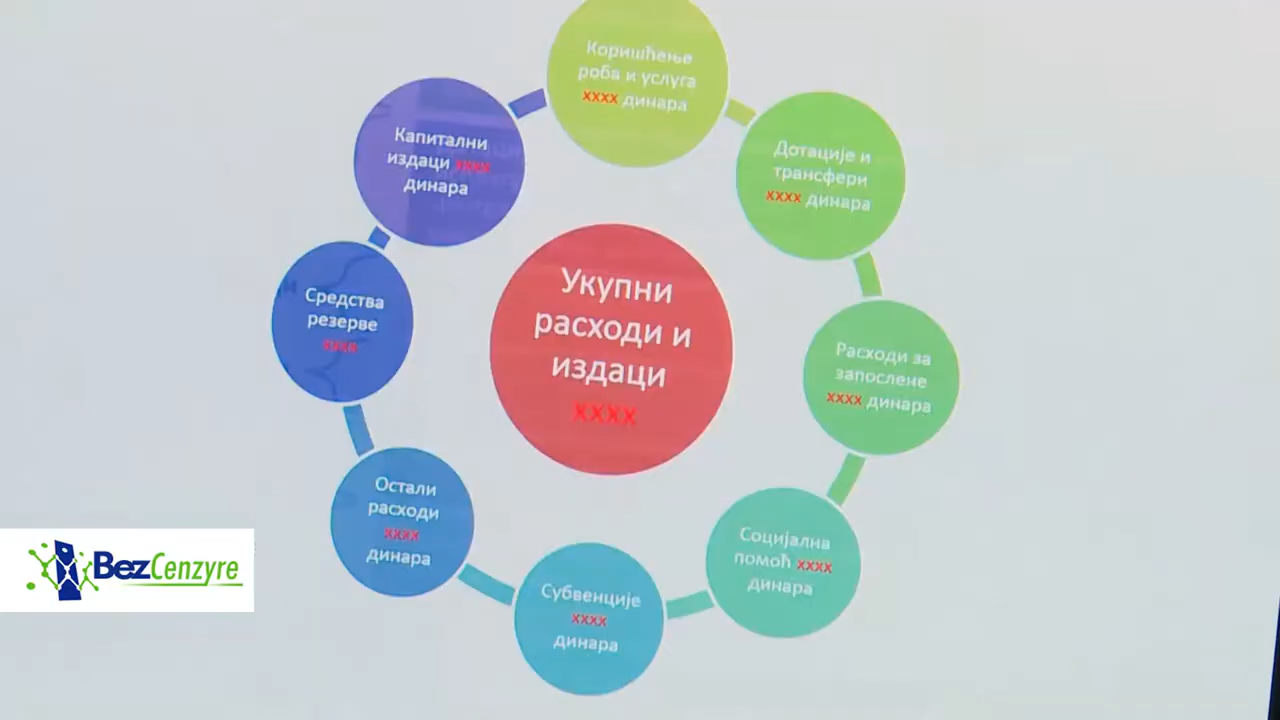 Коришћење
роба и услуга
xxxx динара
Дотације и
трансфери
xxxx динара
Расходи за
запослене
xxxx динара
Социјална
помоћ xxxx
динара
Субвенције
xxxx
динара
Остали
расходи
xxxx
динара
Средства
резерве
xxxx
Капитални
издаци xxxx
динара
Укупни
расходи и
издаци
xxxx
BezCenzyre